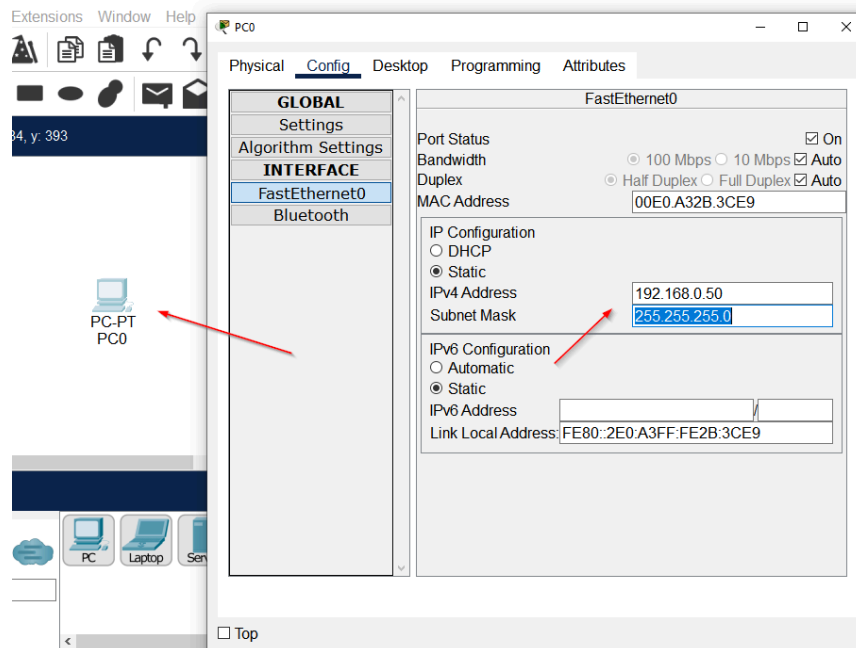 Extensions Window Help
PC0
Physical Config Desktop Programming Attributes
GLOBAL
Settings
Algorithm Settings
INTERFACE
FastEthernet0
Bluetooth
FastEthernet0
Port Status On
Bandwidth 100 Mbps 10 Mbps Auto
Duplex Half Duplex Full Duplex Auto
MAC Address 00E0.A32B.3CE9
IP Configuration
DHCP
Static
IPv4 Address 192.168.0.50
Subnet Mask 255.255.255.0
IPv6 Configuration
Automatic
Static
IPv6 Address /
Link Local Address: FE80::2E0:A3FF:FE2B:3CE9
Top
34, y: 393
PC-PT
PC0
PC Laptop Serv